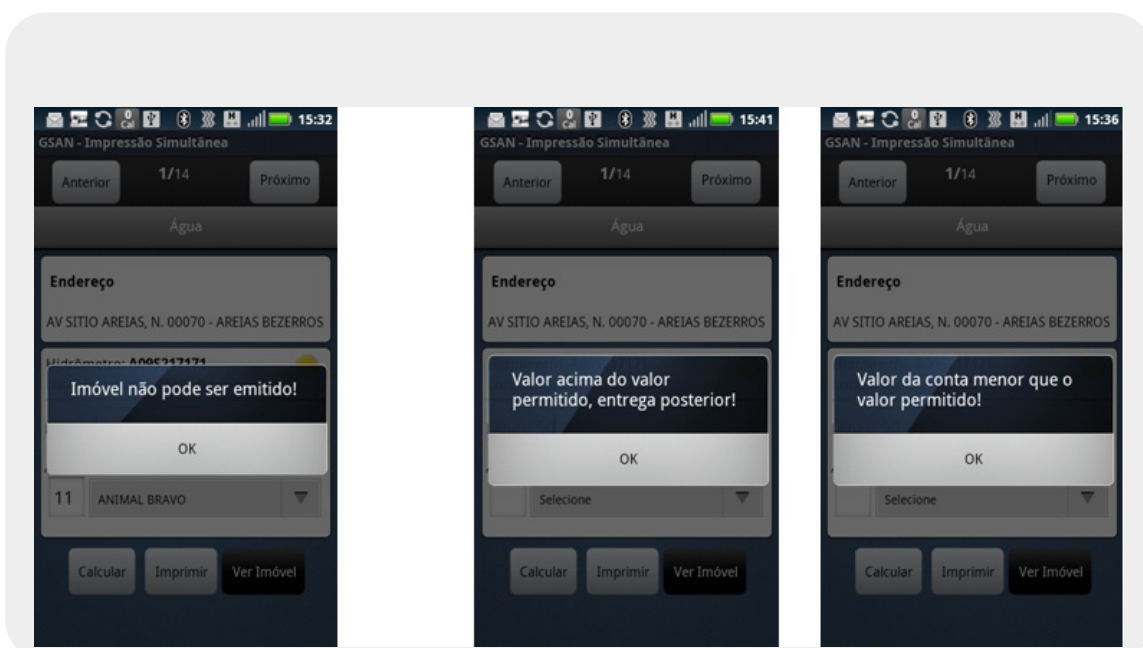 15:32
GSAN - Impressão Simultânea
Anterior 1/14 Próximo
Água
Endereço
AV SITIO AREIAS, N. 00070 - AREIAS BEZERROS
Hidrômetro: A09S217171
Imóvel não pode ser emitido!
OK
11 ANIMAL BRAVO
Calcular Imprimir Ver Imóvel
15:41
GSAN - Impressão Simultânea
Anterior 1/14 Próximo
Água
Endereço
AV SITIO AREIAS, N. 00070 - AREIAS BEZERROS
Valor acima do valor
permitido, entrega posterior!
OK
Selecione
Calcular Imprimir Ver Imóvel
15:36
GSAN - Impressão Simultânea
Anterior 1/14 Próximo
Água
Endereço
AV SITIO AREIAS, N. 00070 - AREIAS BEZERROS
Valor da conta menor que o
valor permitido!
OK
Selecione
Calcular Imprimir Ver Imóvel